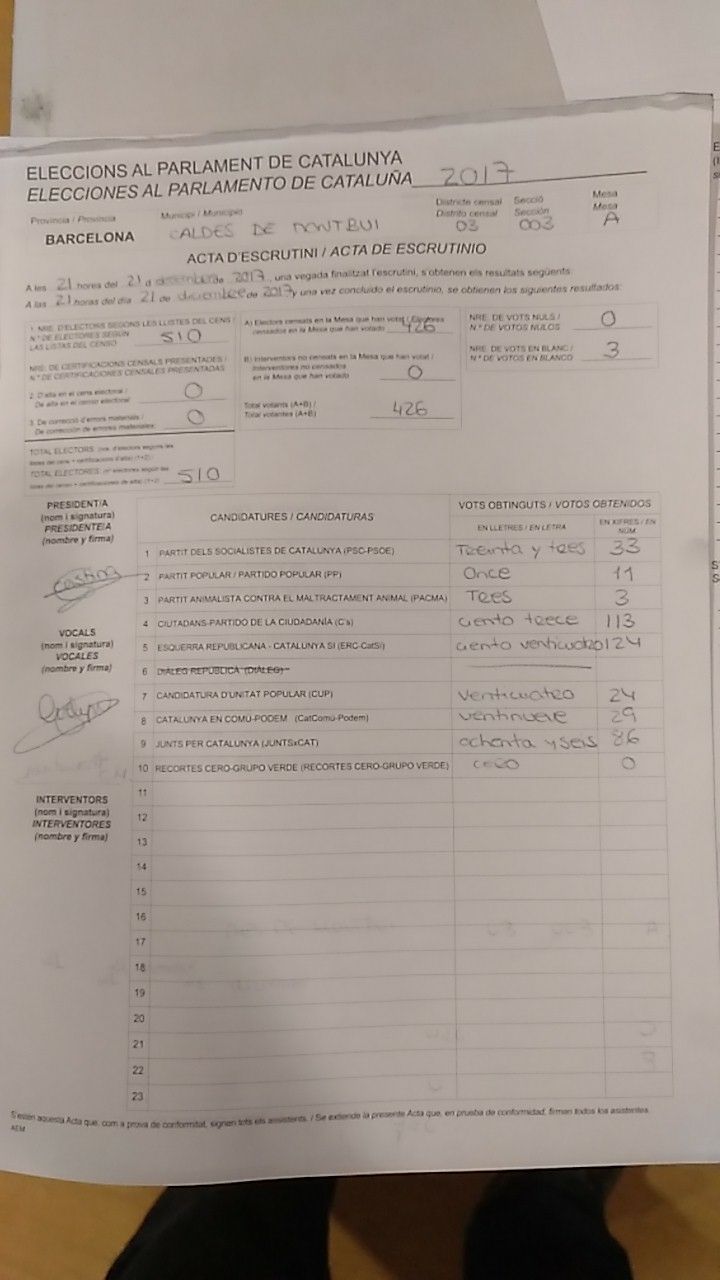 ELECCIONS AL PARLAMENT DE CATALUNYA
ELECCIONES AL PARLAMENTO DE CATALUÑA 2017
Provincia / Provincia
BARCELONA
Municipi / Municipio
CALDES DE MONTBUI
Districte censal
Distrito censal
03
Secció
Sección
003
Mesa
Mesa
A
ACTA D'ESCRUTINI / ACTA DE ESCRUTINIO
A les 21 hores del 21 d desembre de 2017, una vegada finalitzat l'escrutini, s'obtenen els resultats següents:
A las 21 horas del día 21 de diciembre de 2017 y una vez concluido el escrutinio, se obtienen los siguientes resultados:
1. NRE. D'ELECTORS SEGONS LES LLISTES DEL CENS /
N.º DE ELECTORES SEGÚN
LAS LISTAS DEL CENSO 510
NRE. DE CERTIFICACIONS CENSALS PRESENTADES /
N.º DE CERTIFICACIONES CENSALES PRESENTADAS
2. D'alta en el cens electoral /
De alta en el censo electoral 0
3. De correcció d'errors materials /
De corrección de errores materiales: 0
TOTAL ELECTORS: (nre. d'electors segons les
llistes del cens + certificacions d'alta) (1+2) /
TOTAL ELECTORES: (nº electores según las
listas del censo + certificaciones de alta) (1+2) 510
A) Electors censats en la Mesa que han votat / Electores
censados en la Mesa que han votado 426
B) Interventors no censats en la Mesa que han votat /
Interventores no censados
en la Mesa que han votado 0
Total votants (A+B) /
Total votantes (A+B) 426
NRE. DE VOTS NULS /
N.º DE VOTOS NULOS 0
NRE. DE VOTS EN BLANC /
N.º DE VOTOS EN BLANCO 3
PRESIDENT/A
(nom i signatura)
PRESIDENTE/A
(nombre y firma)
VOCALS
(nom i signatura)
VOCALES
(nombre y firma)
INTERVENTORS
(nom i signatura)
INTERVENTORES
(nombre y firma)
CANDIDATURES / CANDIDATURAS
VOTS OBTINGUTS / VOTOS OBTENIDOS
EN LLETRES / EN LETRA
EN XIFRES / EN NÚM.
1 PARTIT DELS SOCIALISTES DE CATALUNYA (PSC-PSOE) Treinta y tres 33
2 PARTIT POPULAR / PARTIDO POPULAR (PP) Once 11
3 PARTIT ANIMALISTA CONTRA EL MALTRACTAMENT ANIMAL (PACMA) Tres 3
4 CIUTADANS-PARTIDO DE LA CIUDADANÍA (C's) ciento trece 113
5 ESQUERRA REPUBLICANA - CATALUNYA SÍ (ERC-CatSí) ciento venticuatro 124
6 DIÀLEG REPÚBLICA (DIÀLEG)
7 CANDIDATURA D'UNITAT POPULAR (CUP) Venticuatro 24
8 CATALUNYA EN COMÚ-PODEM (CatComú-Podem) ventinueve 29
9 JUNTS PER CATALUNYA (JUNTSxCAT) ochenta y seis 86
10 RECORTES CERO-GRUPO VERDE (RECORTES CERO-GRUPO VERDE) cero 0
11
12
13
14
15
16
17
18
19
20
21
22
23
S'estén aquesta Acta que, com a prova de conformitat, signen tots els assistents. / Se extiende la presente Acta que, en prueba de conformidad, firman todos los asistentes.
AEM